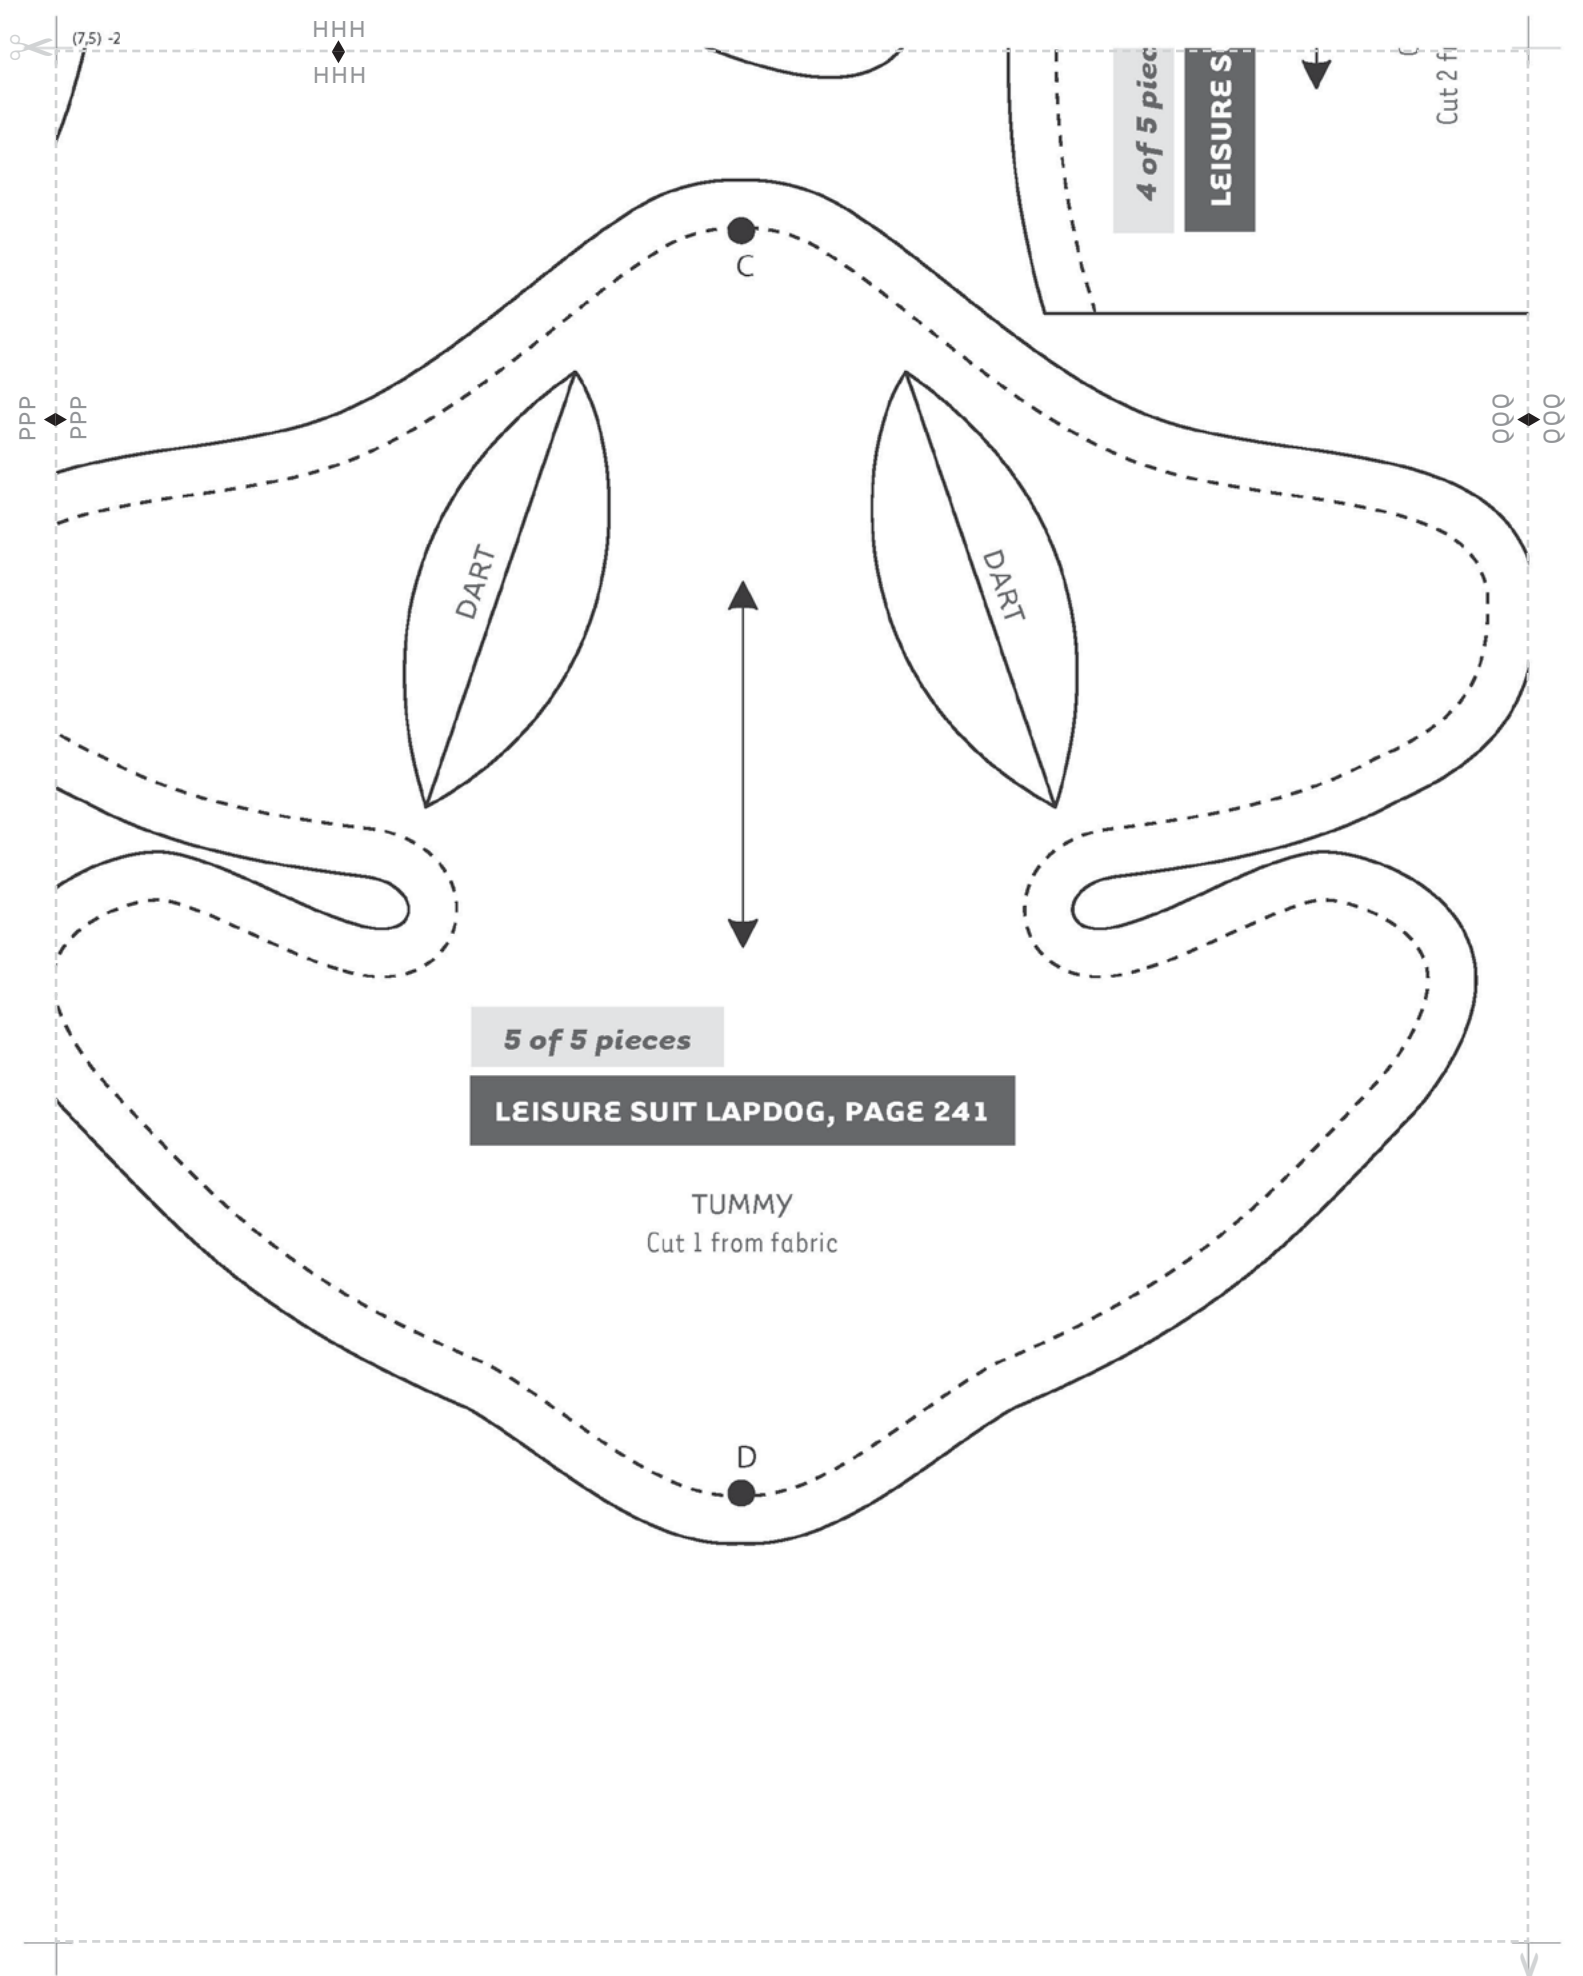 (7,5) -2
HHH
HHH
4 of 5 piec
LEISURE S
Cut 2 f
C
PPP
PPP
QQQ
QQQ
DART
DART
5 of 5 pieces
LEISURE SUIT LAPDOG, PAGE 241
TUMMY
Cut 1 from fabric
D